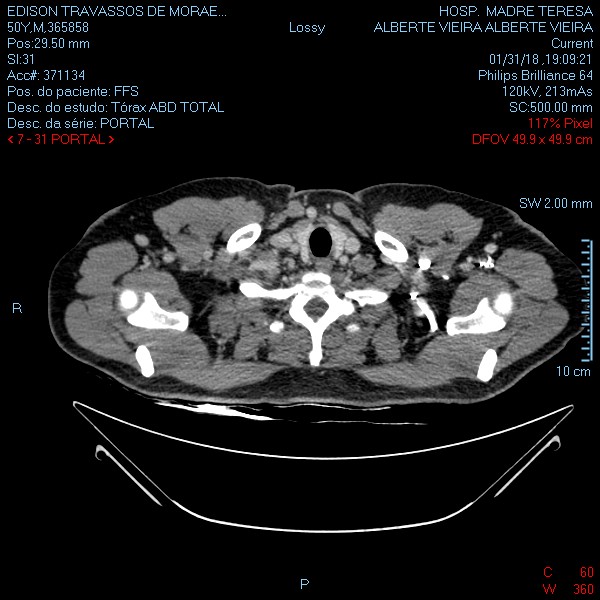 EDISON TRAVASSOS DE MORAE...
50Y,M,365858
Pos:29.50 mm
SI:31
Acc#: 371134
Pos. do paciente: FFS
Desc. do estudo: Tórax ABD TOTAL
Desc. da série: PORTAL
< 7 - 31 PORTAL >
Lossy
HOSP. MADRE TERESA
ALBERTE VIEIRA ALBERTE VIEIRA
Current
01/31/18 ,19:09:21
Philips Brilliance 64
120kV, 213mAs
SC:500.00 mm
117% Pixel
DFOV 49.9 x 49.9 cm
SW 2.00 mm
R
10 cm
P
C 60
W 360